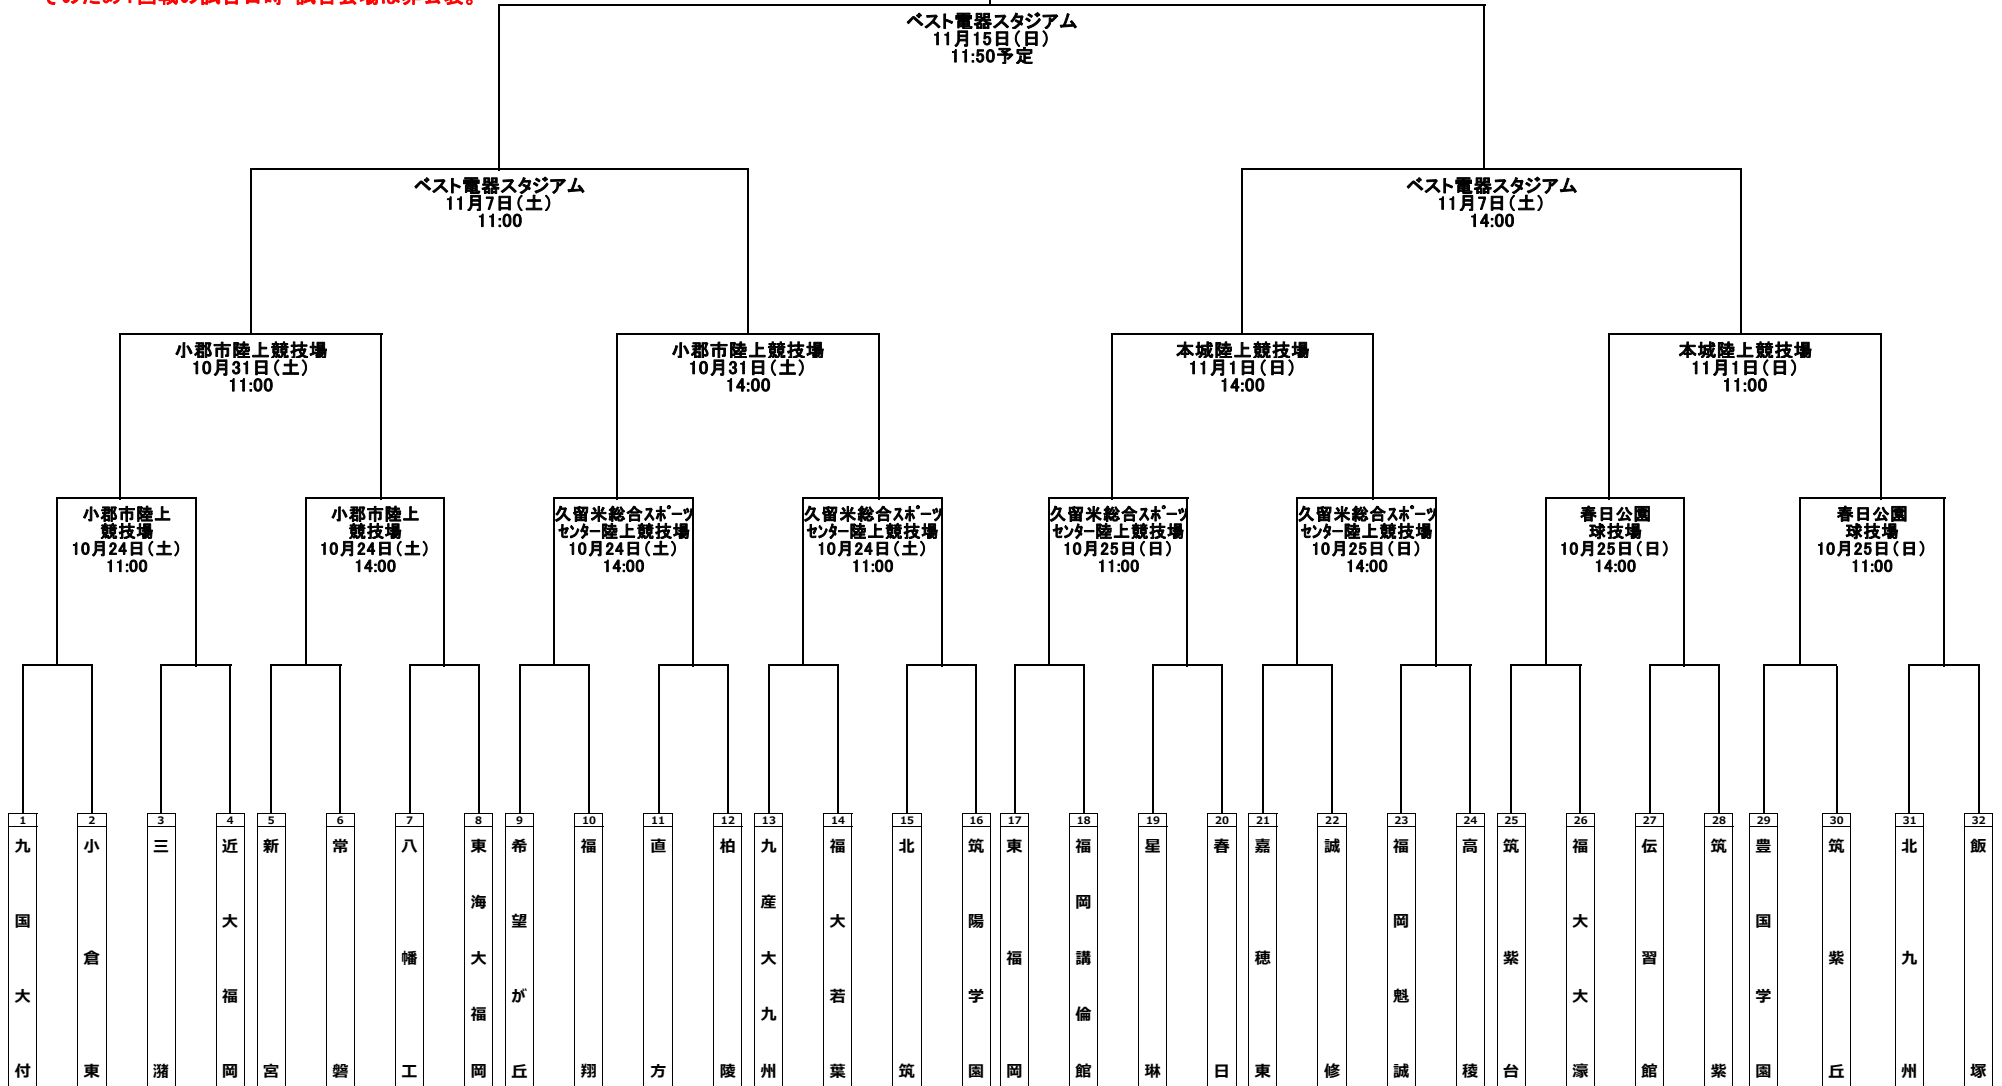 そのため1回戦の試合日時・試合会場は非公表。
ベスト電器スタジアム
11月15日(日)
11:50予定
ベスト電器スタジアム
11月7日(土)
11:00
ベスト電器スタジアム
11月7日(土)
14:00
小郡市陸上競技場
10月31日(土)
11:00
小郡市陸上競技場
10月31日(土)
14:00
本城陸上競技場
11月1日(日)
14:00
本城陸上競技場
11月1日(日)
11:00
小郡市陸上
競技場
10月24日(土)
11:00
小郡市陸上
競技場
10月24日(土)
14:00
久留米総合スポーツ
センター陸上競技場
10月24日(土)
14:00
久留米総合スポーツ
センター陸上競技場
10月24日(土)
11:00
久留米総合スポーツ
センター陸上競技場
10月25日(日)
11:00
久留米総合スポーツ
センター陸上競技場
10月25日(日)
14:00
春日公園
球技場
10月25日(日)
14:00
春日公園
球技場
10月25日(日)
11:00
1
九国大付
2
小倉東
3
三潴
4
近大福岡
5
新宮
6
常磐
7
八幡工
8
東海大福岡
9
希望が丘
10
福翔
11
直方
12
柏陵
13
九産大九州
14
福大若葉
15
北筑
16
筑陽学園
17
東福岡
18
福岡講倫館
19
星琳
20
春日
21
嘉穂東
22
誠修
23
福岡魁誠
24
高稜
25
筑紫台
26
福大大濠
27
伝習館
28
筑紫
29
豊国学園
30
筑紫丘
31
北九州
32
飯塚